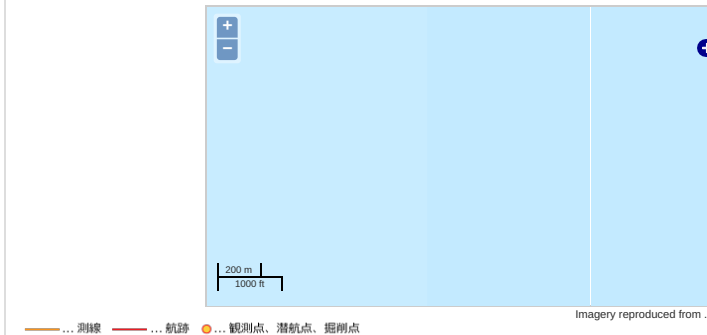 +
−
200 m
1000 ft
Imagery reproduced from .
... 測線 ... 航跡 ... 観測点、潜航点、掘削点